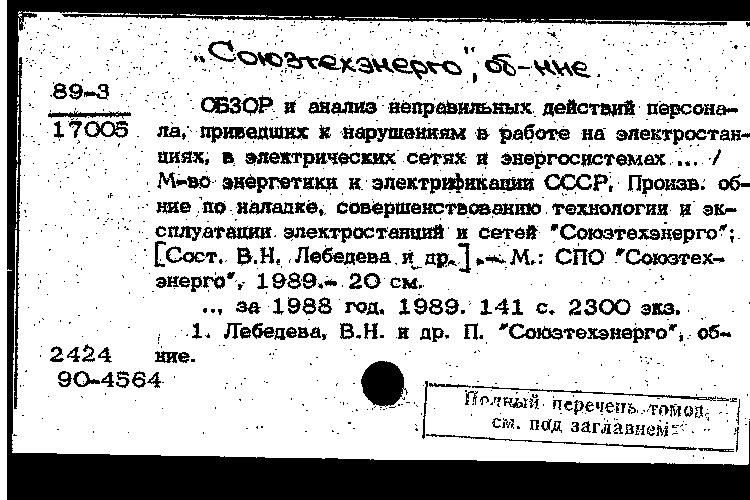 "Союзтехэнерго", об-ние
89-3
17005
ОБЗОР и анализ неправильных действий персона-
ла, приведших к нарушениям в работе на электростан-
циях, в электрических сетях и энергосистемах ... /
М-во энергетики и электрификации СССР, Произв. об-
ние по наладке, совершенствованию технологии и эк-
сплуатации электростанций и сетей "Союзтехэнерго";
[Сост. В.Н. Лебедева и др.].- М.: СПО "Союзтех-
энерго", 1989.- 20 см.
.., за 1988 год. 1989. 141 с. 2300 экз.
1. Лебедева, В.Н. и др. П. "Союзтехэнерго", об-
ние.
2424
90-4564
Полный перечень томов
см. под заглавием